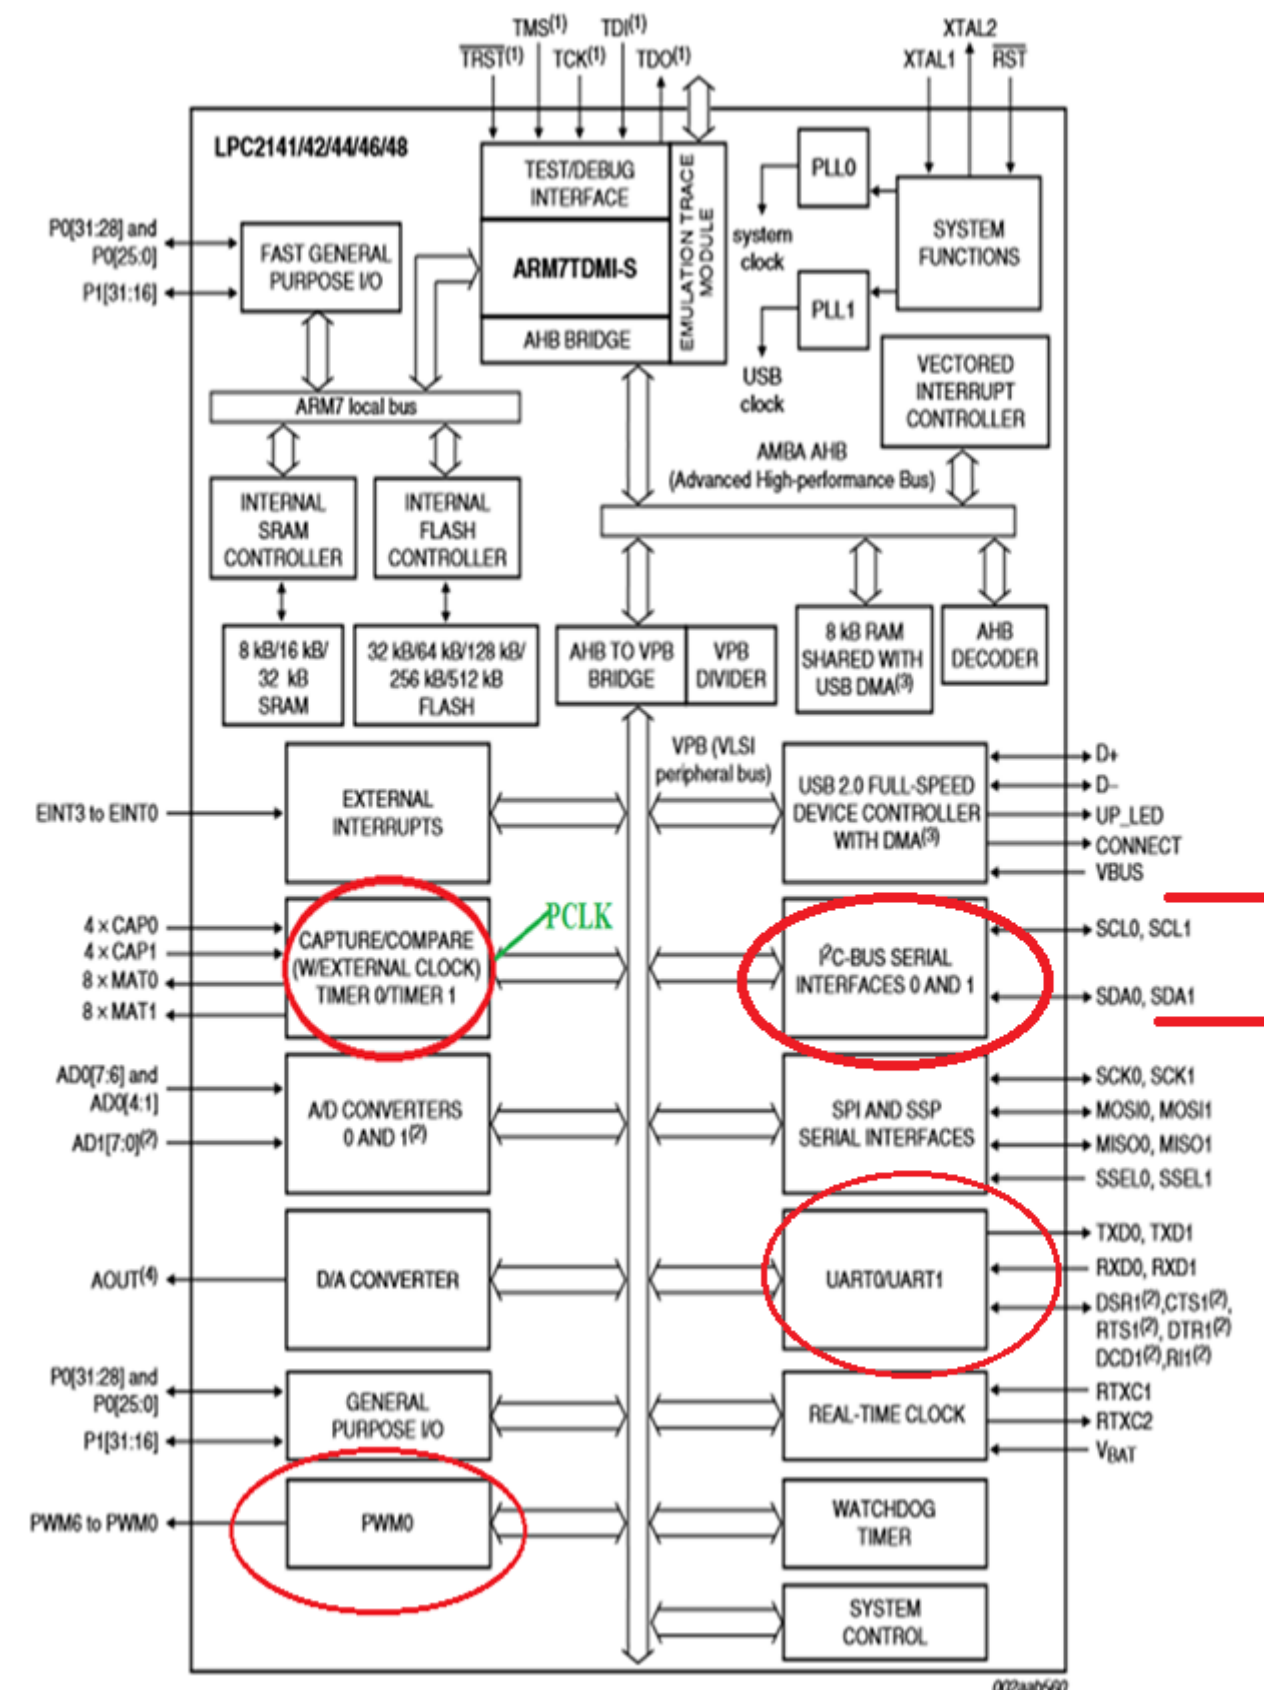 TMS(1)
TDI(1)
XTAL2
TRST(1)
TCK(1)
TDO(1)
XTAL1
RST
LPC2141/42/44/46/48
TEST/DEBUG
INTERFACE
ARM7TDMI-S
AHB BRIDGE
EMULATION TRACE
MODULE
PLL0
system
clock
SYSTEM
FUNCTIONS
PLL1
USB
clock
P0[31:28] and
P0[25:0]
P1[31:16]
FAST GENERAL
PURPOSE I/O
VECTORED
INTERRUPT
CONTROLLER
ARM7 local bus
AMBA AHB
(Advanced High-performance Bus)
INTERNAL
SRAM
CONTROLLER
INTERNAL
FLASH
CONTROLLER
8 kB/16 kB/
32 kB
SRAM
32 kB/64 kB/128 kB/
256 kB/512 kB
FLASH
AHB TO VPB
BRIDGE
VPB
DIVIDER
8 kB RAM
SHARED WITH
USB DMA(3)
AHB
DECODER
VPB (VLSI
peripheral bus)
EINT3 to EINT0
EXTERNAL
INTERRUPTS
USB 2.0 FULL-SPEED
DEVICE CONTROLLER
WITH DMA(3)
D+
D−
UP_LED
CONNECT
VBUS
4 × CAP0
4 × CAP1
8 × MAT0
8 × MAT1
CAPTURE/COMPARE
(W/EXTERNAL CLOCK)
TIMER 0/TIMER 1
PCLK
I²C-BUS SERIAL
INTERFACES 0 AND 1
SCL0, SCL1
SDA0, SDA1
AD0[7:6] and
AD0[4:1]
AD1[7:0](2)
A/D CONVERTERS
0 AND 1(2)
SPI AND SSP
SERIAL INTERFACES
SCK0, SCK1
MOSI0, MOSI1
MISO0, MISO1
SSEL0, SSEL1
AOUT(4)
D/A CONVERTER
UART0/UART1
TXD0, TXD1
RXD0, RXD1
DSR1(2),CTS1(2),
RTS1(2), DTR1(2)
DCD1(2),RI1(2)
P0[31:28] and
P0[25:0]
P1[31:16]
GENERAL
PURPOSE I/O
REAL-TIME CLOCK
RTXC1
RTXC2
VBAT
PWM6 to PWM0
PWM0
WATCHDOG
TIMER
SYSTEM
CONTROL
002aab560